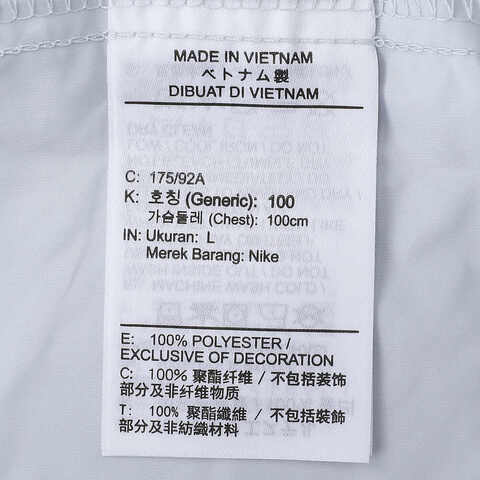 MADE IN VIETNAM
ベトナム製
DIBUAT DI VIETNAM
C: 175/92A
K: 호칭 (Generic): 100
가슴둘레 (Chest): 100cm
IN: Ukuran: L
Merek Barang: Nike
E: 100% POLYESTER /
EXCLUSIVE OF DECORATION
C: 100% 聚酯纤维 / 不包括装饰
部分及非纤维物质
T: 100% 聚酯纖維 / 不包括裝飾
部分及非紡織材料